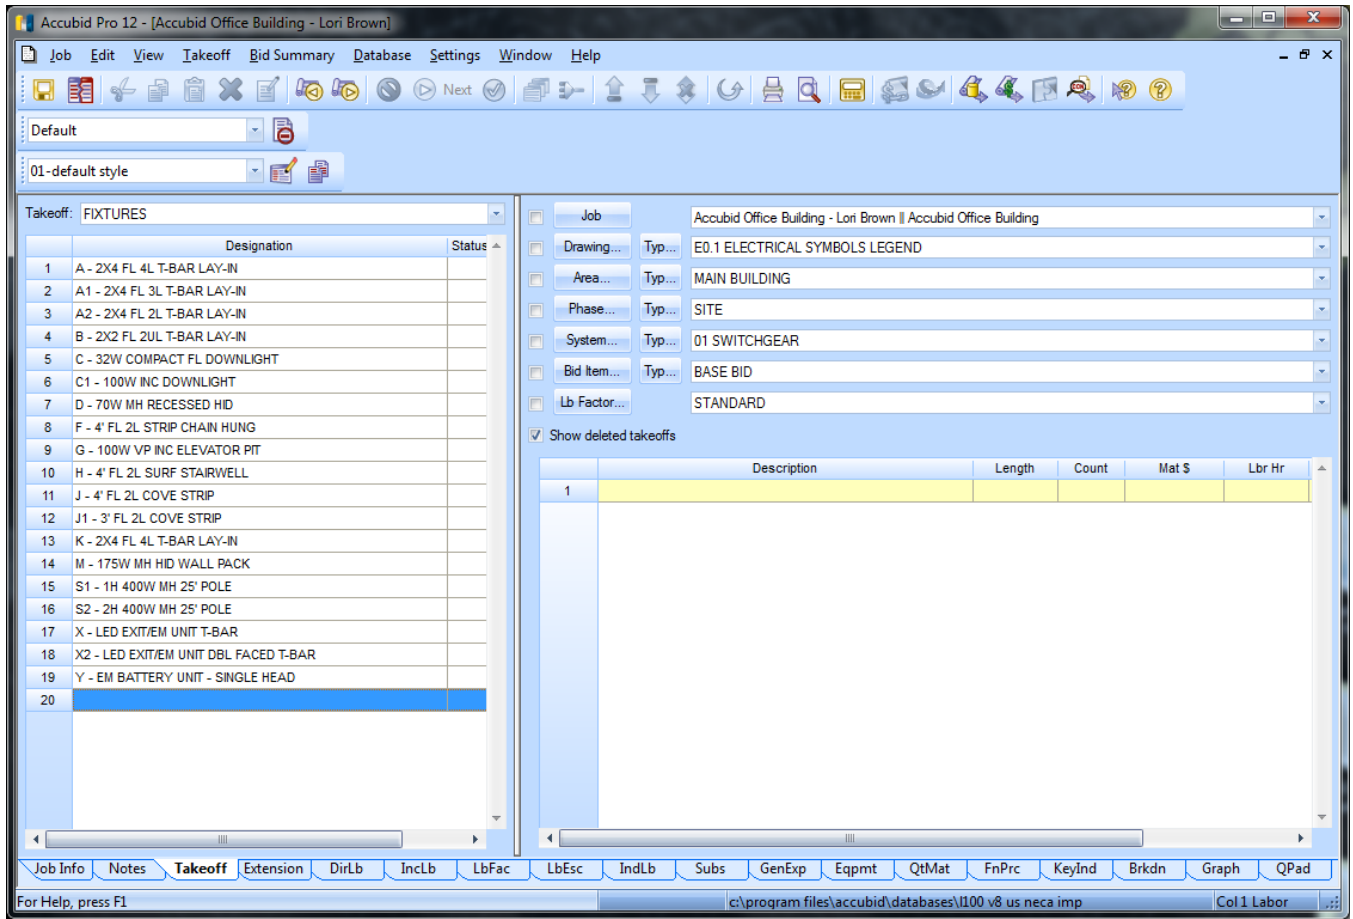 Accubid Pro 12 - [Accubid Office Building - Lori Brown]
Job Edit View Takeoff Bid Summary Database Settings Window Help
Next
Default
01-default style
Takeoff: FIXTURES
Designation Status
1 A - 2X4 FL 4L T-BAR LAY-IN
2 A1 - 2X4 FL 3L T-BAR LAY-IN
3 A2 - 2X4 FL 2L T-BAR LAY-IN
4 B - 2X2 FL 2UL T-BAR LAY-IN
5 C - 32W COMPACT FL DOWNLIGHT
6 C1 - 100W INC DOWNLIGHT
7 D - 70W MH RECESSED HID
8 F - 4' FL 2L STRIP CHAIN HUNG
9 G - 100W VP INC ELEVATOR PIT
10 H - 4' FL 2L SURF STAIRWELL
11 J - 4' FL 2L COVE STRIP
12 J1 - 3' FL 2L COVE STRIP
13 K - 2X4 FL 4L T-BAR LAY-IN
14 M - 175W MH HID WALL PACK
15 S1 - 1H 400W MH 25' POLE
16 S2 - 2H 400W MH 25' POLE
17 X - LED EXIT/EM UNIT T-BAR
18 X2 - LED EXIT/EM UNIT DBL FACED T-BAR
19 Y - EM BATTERY UNIT - SINGLE HEAD
20
Job Accubid Office Building - Lori Brown || Accubid Office Building
Drawing... Typ... E0.1 ELECTRICAL SYMBOLS LEGEND
Area... Typ... MAIN BUILDING
Phase... Typ... SITE
System... Typ... 01 SWITCHGEAR
Bid Item... Typ... BASE BID
Lb Factor... STANDARD
Show deleted takeoffs
Description Length Count Mat $ Lbr Hr
1
Job Info Notes Takeoff Extension DirLb IncLb LbFac LbEsc IndLb Subs GenExp Eqpmt QtMat FnPrc KeyInd Brkdn Graph QPad
For Help, press F1 c:\program files\accubid\databases\l100 v8 us neca imp Col 1 Labor